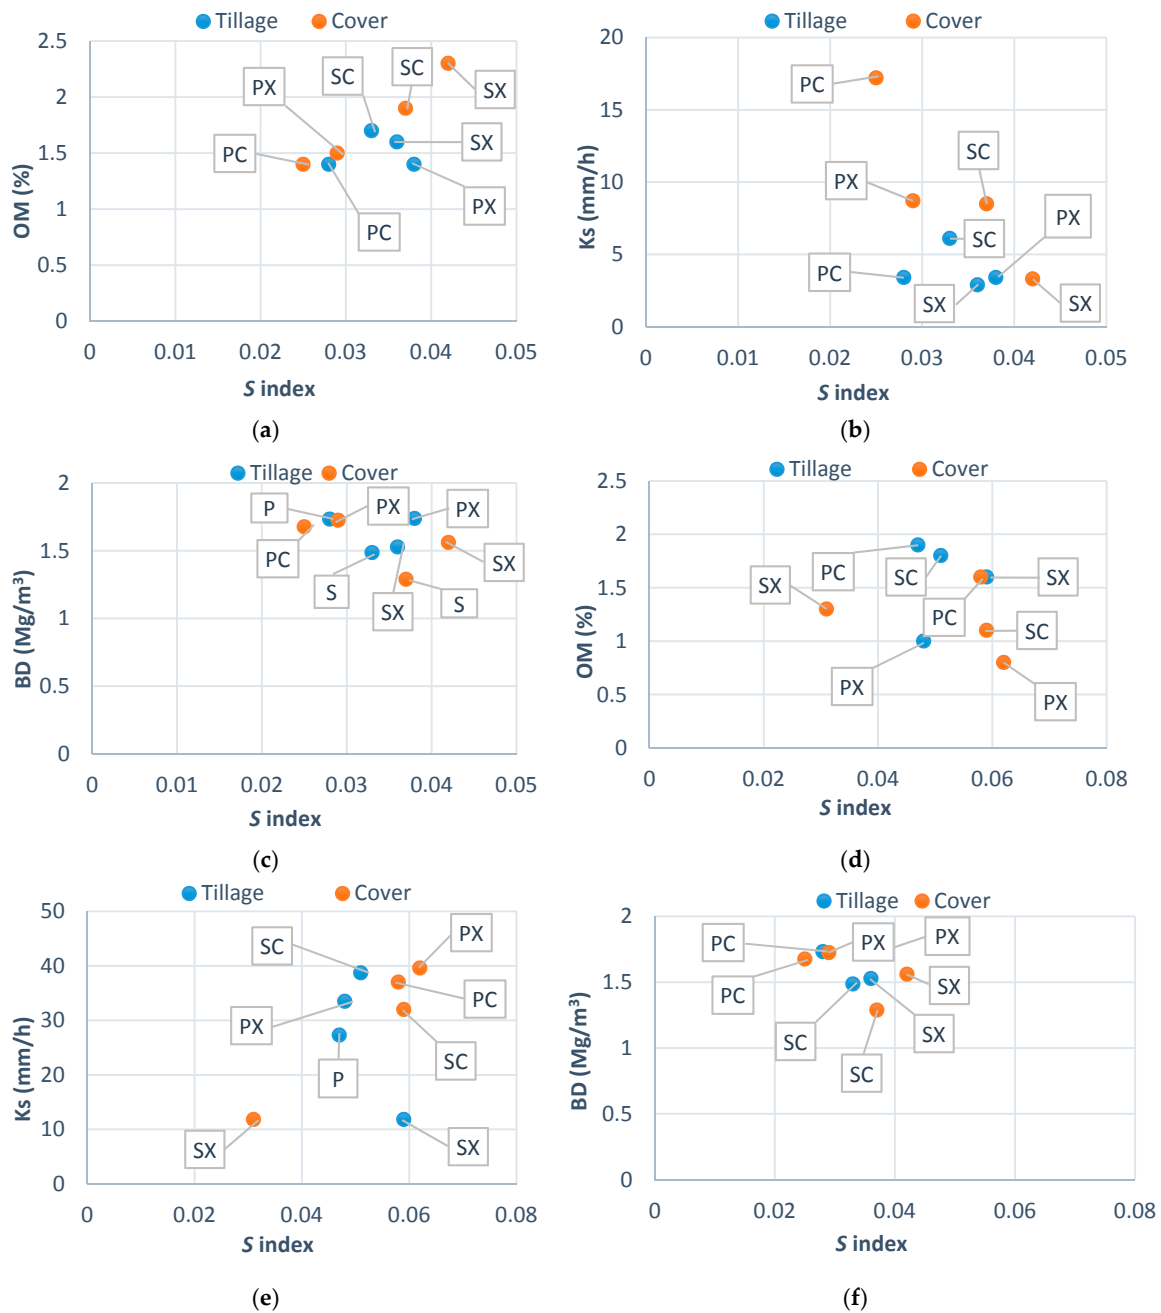 Tillage Cover
2.5
2
1.5
1
0.5
0
OM (%)
PX
SC
SC
SX
PC
SX
PC
PX
0 0.01 0.02 0.03 0.04 0.05
S index
(a)
Tillage Cover
20
15
10
5
0
Ks (mm/h)
PC
PX
SC
PX
SC
PC
SX
SX
0 0.01 0.02 0.03 0.04 0.05
S index
(b)
Tillage Cover
2
1.5
1
0.5
0
BD (Mg/m³)
P
PX
PX
PC
SX
S
SX
S
0 0.01 0.02 0.03 0.04 0.05
S index
(c)
Tillage Cover
2.5
2
1.5
1
0.5
0
OM (%)
SX
PC
SC
SX
PC
SC
PX
PX
0 0.02 0.04 0.06 0.08
S index
(d)
Tillage Cover
50
40
30
20
10
0
Ks (mm/h)
SC
PX
PC
PX
SC
P
SX
SX
0 0.02 0.04 0.06 0.08
S index
(e)
Tillage Cover
2
1.5
1
0.5
0
BD (Mg/m³)
PC
PX
PX
PC
SX
SC
SX
SC
0 0.02 0.04 0.06 0.08
S index
(f)